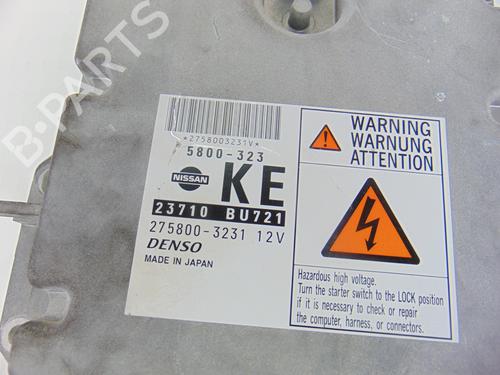 B-PARTS
*2758003231V*
5800-323
NISSAN
KE
23710 BU721
275800-3231 12V
DENSO
MADE IN JAPAN
WARNING
WARNUNG
ATTENTION
Hazardous high voltage.
Turn the starter switch to the LOCK position
if it is necessary to check or repair
the computer, harness, or connectors.